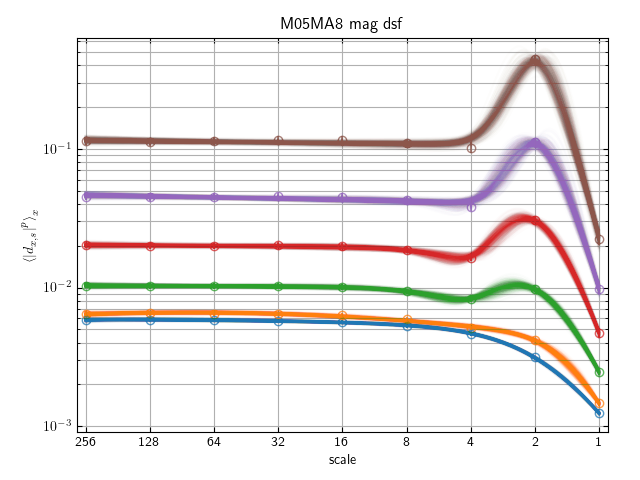 M05MA8 mag dsf
⟨|d_{x,s}|^p⟩_x
10^{-1}
10^{-2}
10^{-3}
256 128 64 32 16 8 4 2 1
scale